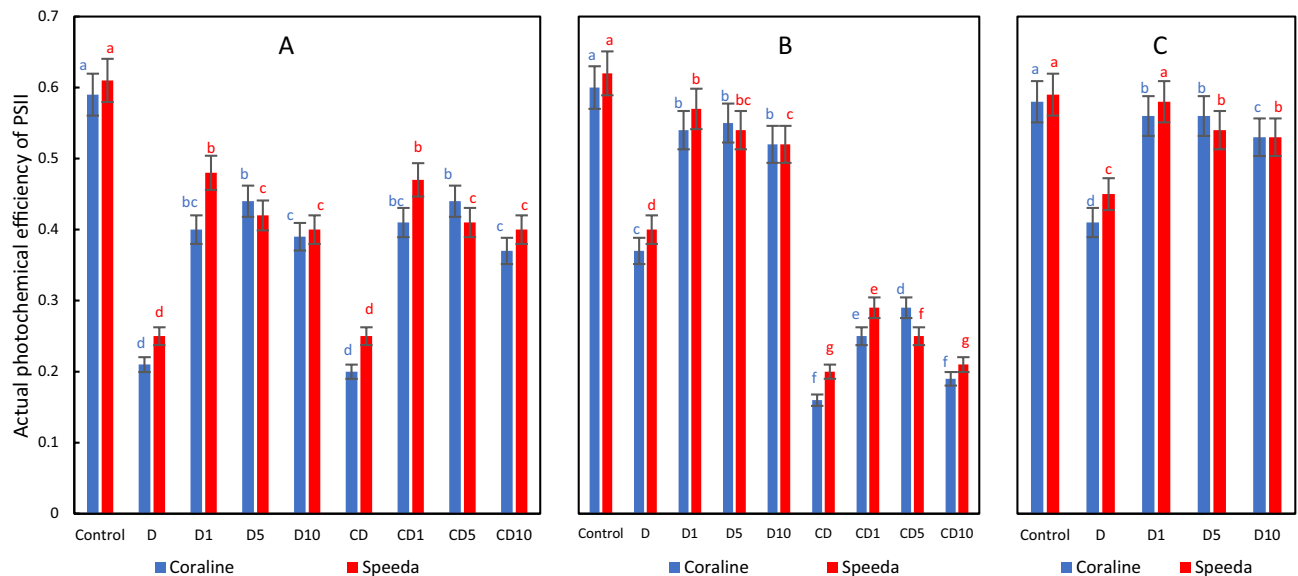 Actual photochemical efficiency of PSII
0.7
0.6
0.5
0.4
0.3
0.2
0.1
0
A
a a
d d
bc b
b c
c c
d d
bc b
b c
c c
Control D D1 D5 D10 CD CD1 CD5 CD10
Coraline Speeda
B
a a
c d
b b
b bc
b c
f g
e e
d f
f g
Control D D1 D5 D10 CD CD1 CD5 CD10
Coraline Speeda
C
a a
d c
b a
b b
c b
Control D D1 D5 D10
Coraline Speeda